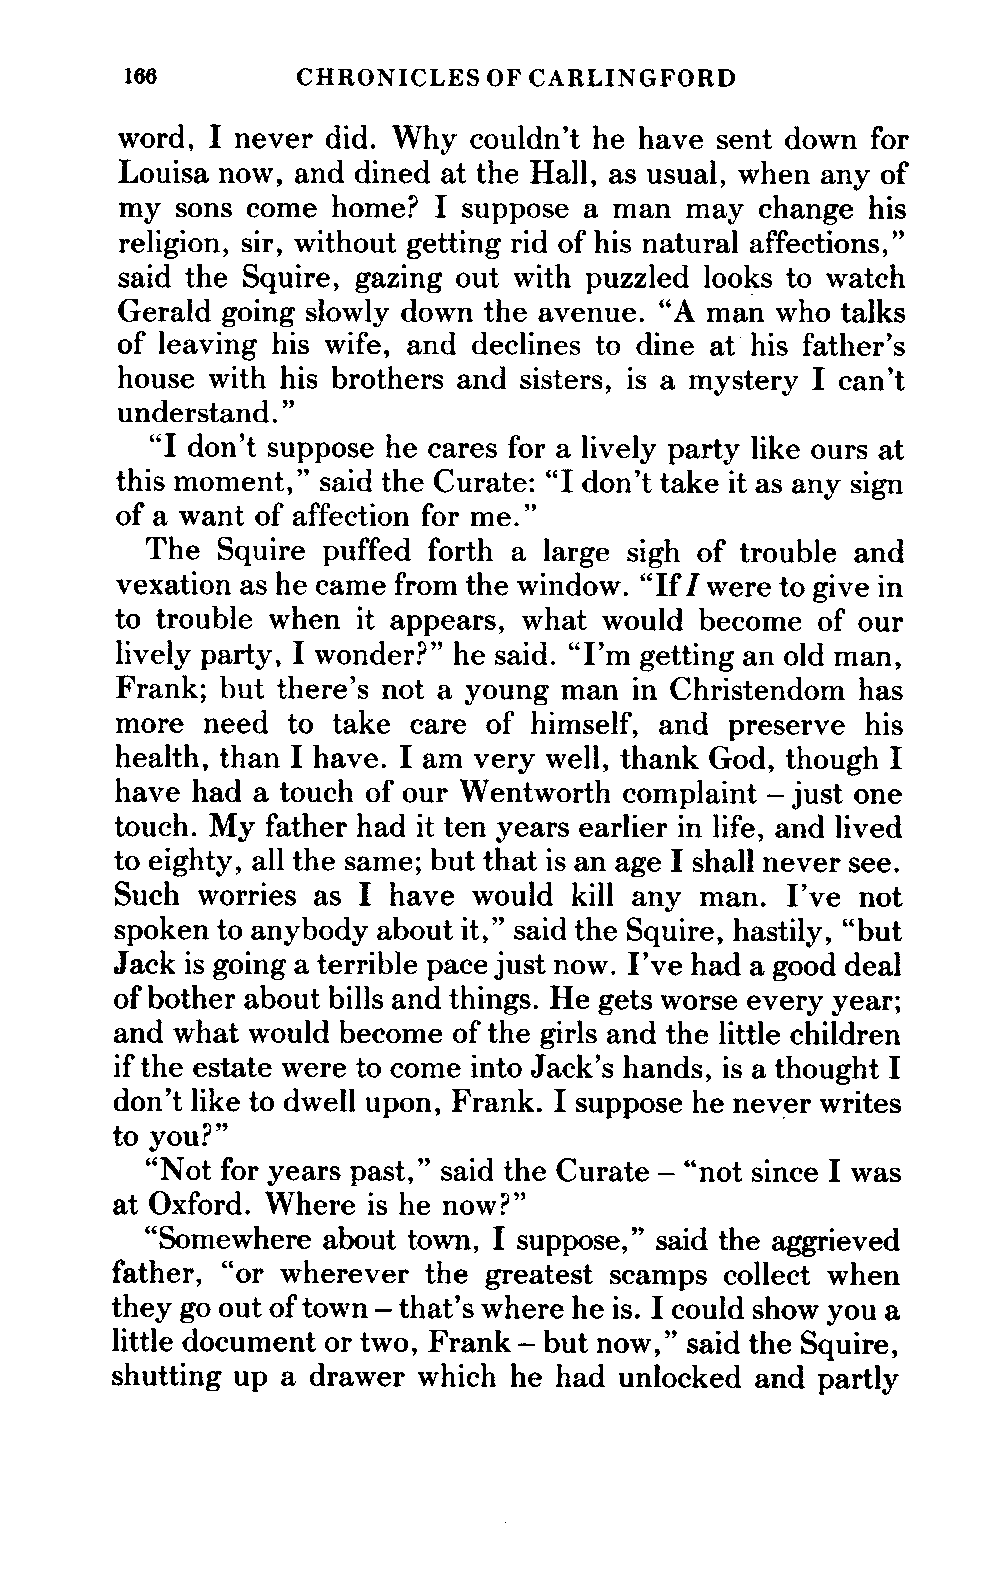 166 CHRONICLES OF CARLINGFORD
word, I never did. Why couldn't he have sent down for
Louisa now, and dined at the Hall, as usual, when any of
my sons come home? I suppose a man may change his
religion, sir, without getting rid of his natural affections,”
said the Squire, gazing out with puzzled looks to watch
Gerald going slowly down the avenue. “A man who talks
of leaving his wife, and declines to dine at his father's
house with his brothers and sisters, is a mystery I can't
understand.”
“I don't suppose he cares for a lively party like ours at
this moment,” said the Curate: “I don't take it as any sign
of a want of affection for me.”
The Squire puffed forth a large sigh of trouble and
vexation as he came from the window. “If I were to give in
to trouble when it appears, what would become of our
lively party, I wonder?” he said. “I'm getting an old man,
Frank; but there's not a young man in Christendom has
more need to take care of himself, and preserve his
health, than I have. I am very well, thank God, though I
have had a touch of our Wentworth complaint – just one
touch. My father had it ten years earlier in life, and lived
to eighty, all the same; but that is an age I shall never see.
Such worries as I have would kill any man. I've not
spoken to anybody about it,” said the Squire, hastily, “but
Jack is going a terrible pace just now. I've had a good deal
of bother about bills and things. He gets worse every year;
and what would become of the girls and the little children
if the estate were to come into Jack's hands, is a thought I
don't like to dwell upon, Frank. I suppose he never writes
to you?”
“Not for years past,” said the Curate – “not since I was
at Oxford. Where is he now?”
“Somewhere about town, I suppose,” said the aggrieved
father, “or wherever the greatest scamps collect when
they go out of town – that's where he is. I could show you a
little document or two, Frank – but now,” said the Squire,
shutting up a drawer which he had unlocked and partly